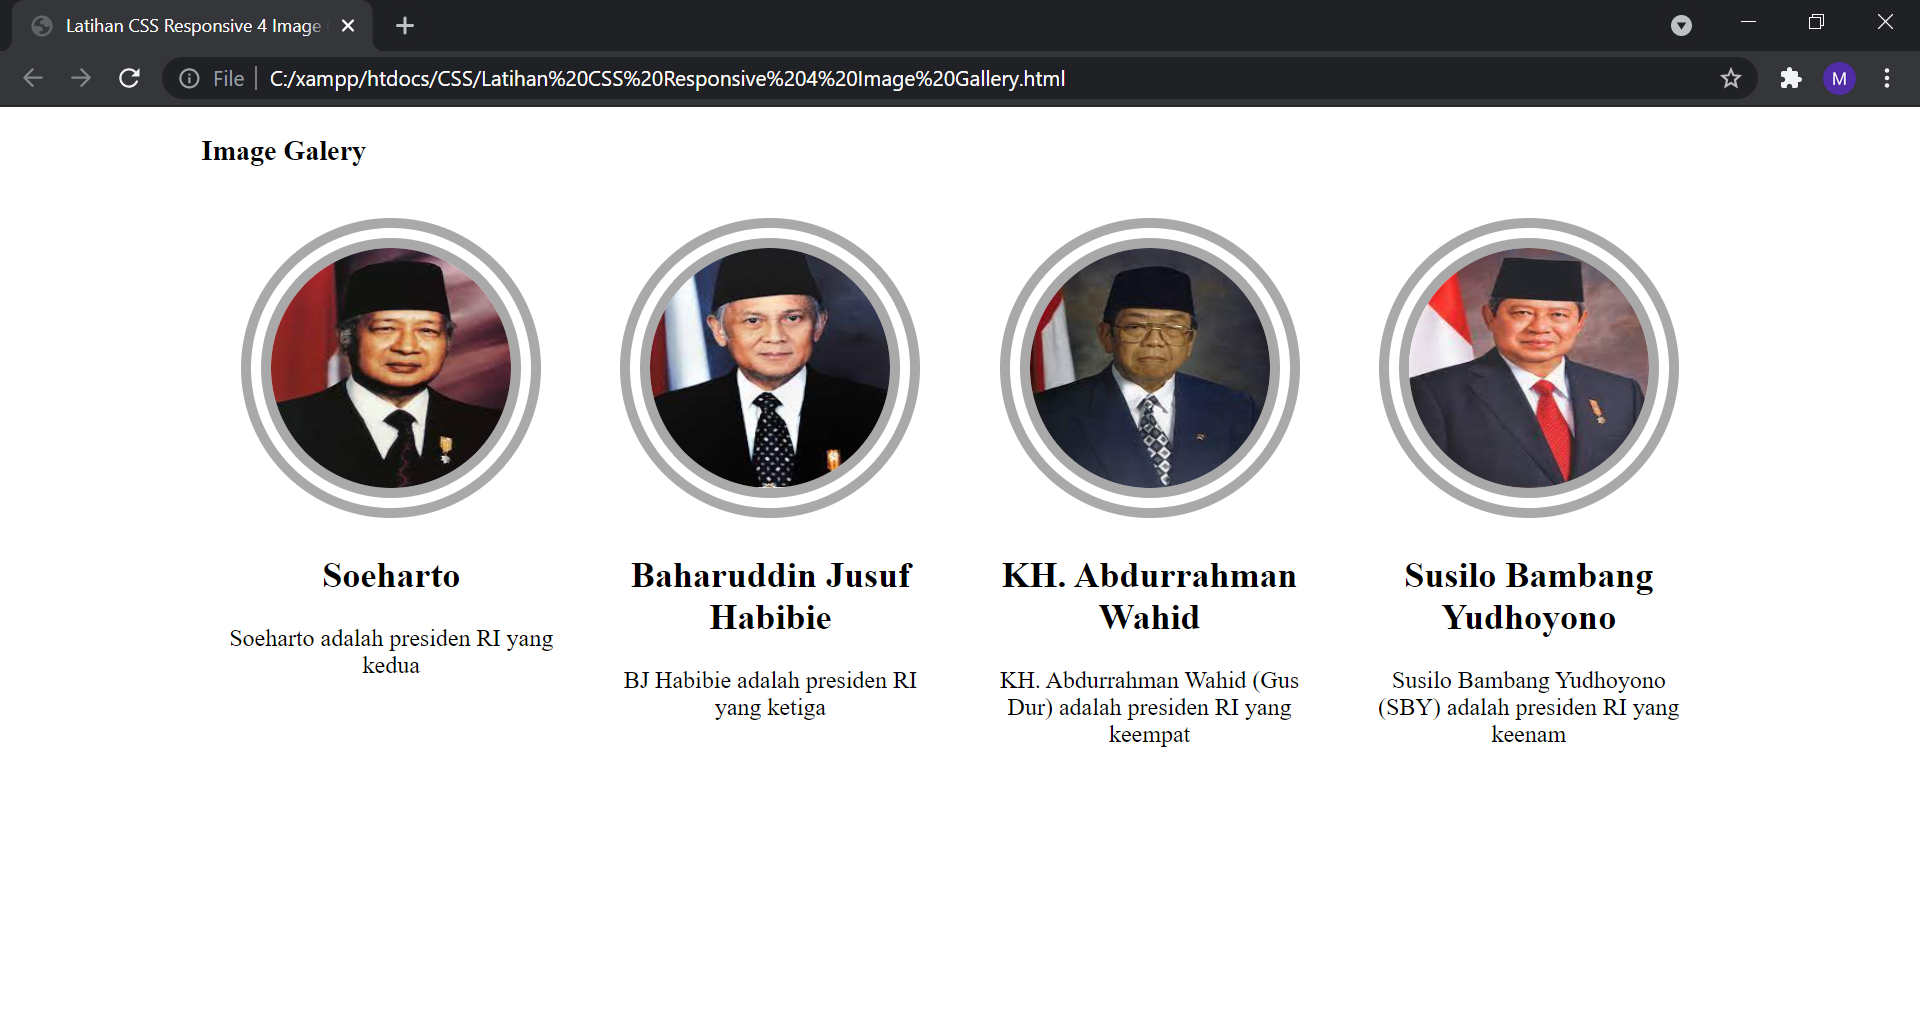 Latihan CSS Responsive 4 Image
File
C:/xampp/htdocs/CSS/Latihan%20CSS%20Responsive%204%20Image%20Gallery.html
M
Image Galery
Soeharto
Soeharto adalah presiden RI yang
kedua
Baharuddin Jusuf
Habibie
BJ Habibie adalah presiden RI
yang ketiga
KH. Abdurrahman
Wahid
KH. Abdurrahman Wahid (Gus
Dur) adalah presiden RI yang
keempat
Susilo Bambang
Yudhoyono
Susilo Bambang Yudhoyono
(SBY) adalah presiden RI yang
keenam